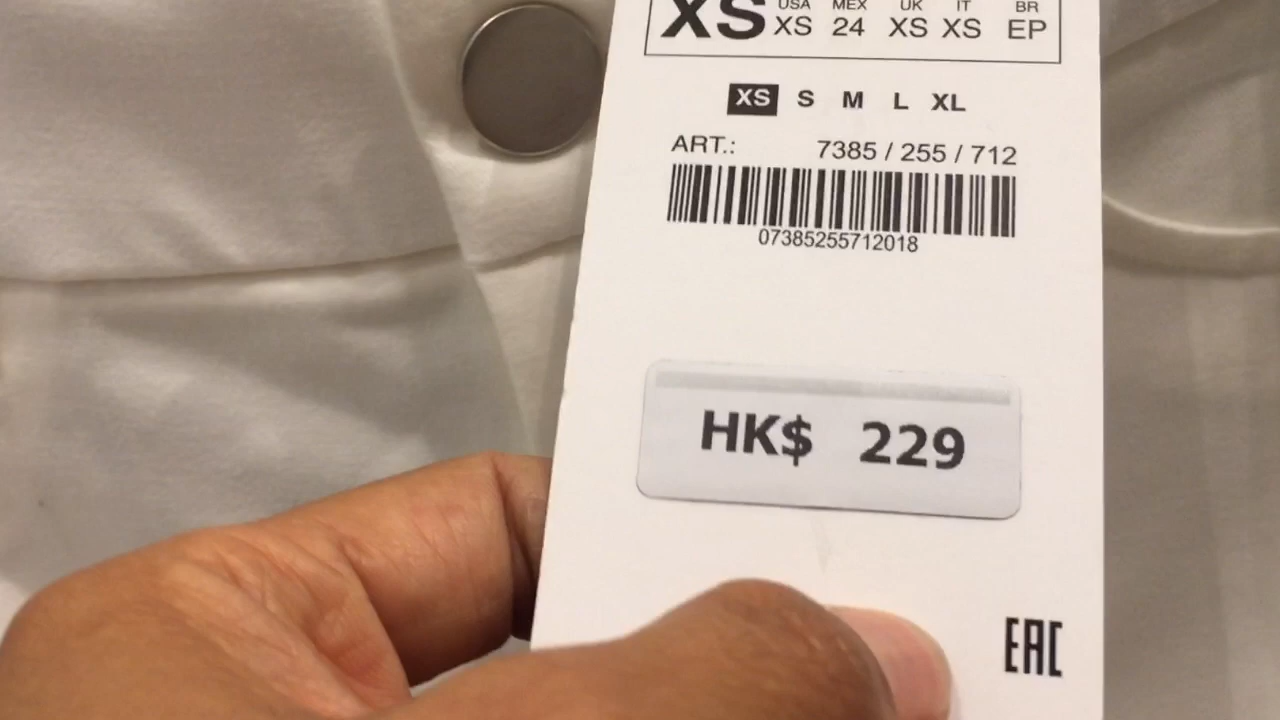 XS USA MEX UK IT BR
XS 24 XS XS EP
XS S M L XL
ART.: 7385 / 255 / 712
07385255712018
HK$ 229
EAC